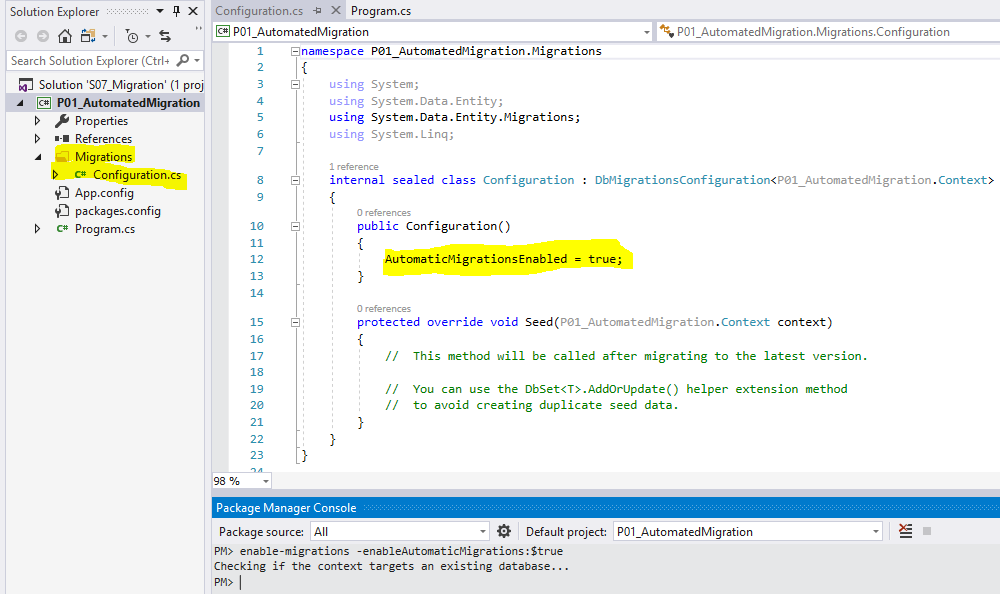 Solution Explorer
Search Solution Explorer (Ctrl+
Solution 'S07_Migration' (1 proj
C# P01_AutomatedMigration
Properties
References
Migrations
C# Configuration.cs
App.config
packages.config
C# Program.cs
Configuration.cs Program.cs
C# P01_AutomatedMigration P01_AutomatedMigration.Migrations.Configuration
1 namespace P01_AutomatedMigration.Migrations
2 {
3 using System;
4 using System.Data.Entity;
5 using System.Data.Entity.Migrations;
6 using System.Linq;
7
1 reference
8 internal sealed class Configuration : DbMigrationsConfiguration<P01_AutomatedMigration.Context>
9 {
0 references
10 public Configuration()
11 {
12 AutomaticMigrationsEnabled = true;
13 }
14
0 references
15 protected override void Seed(P01_AutomatedMigration.Context context)
16 {
17 //  This method will be called after migrating to the latest version.
18
19 //  You can use the DbSet<T>.AddOrUpdate() helper extension method
20 //  to avoid creating duplicate seed data.
21 }
22 }
23 }
24
98 %
Package Manager Console
Package source: All Default project: P01_AutomatedMigration
PM> enable-migrations -enableAutomaticMigrations:$true
Checking if the context targets an existing database...
PM>